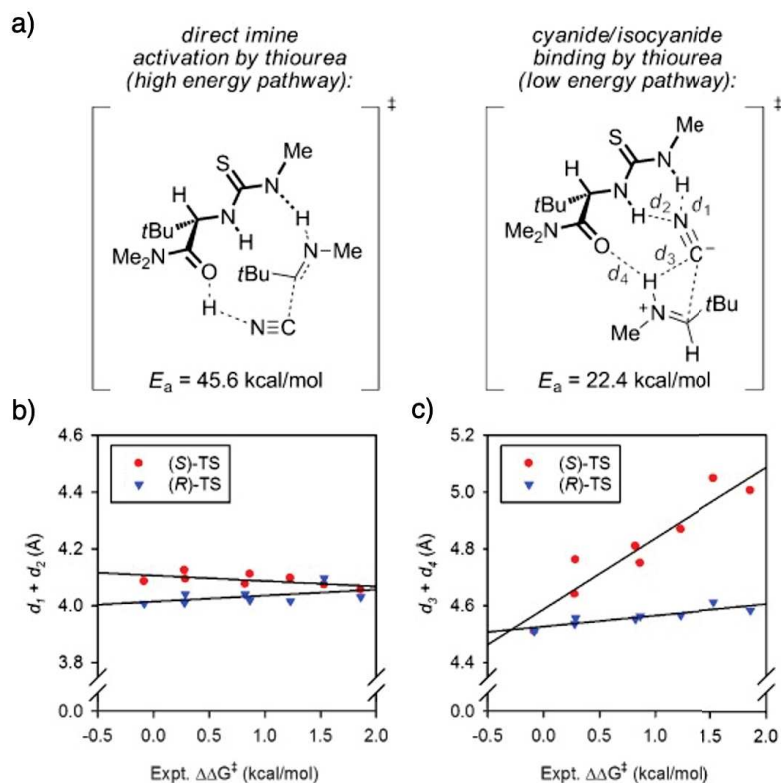 a)
direct imine
activation by thiourea
(high energy pathway):
cyanide/isocyanide
binding by thiourea
(low energy pathway):
‡
S
Me
N
H
N
H
H
tBu
Me2N
O
H
N≡C
tBu
N–Me
Ea = 45.6 kcal/mol
‡
S
Me
N
H
N
H
H
tBu
Me2N
O
d2
d1
N
C–
d3
d4
H
+
N
tBu
Me
H
Ea = 22.4 kcal/mol
b)
4.6
4.4
4.2
4.0
3.8
0.0
d1 + d2 (Å)
(S)-TS
(R)-TS
-0.5 0.0 0.5 1.0 1.5 2.0
Expt. ΔΔG‡ (kcal/mol)
c)
5.2
5.0
4.8
4.6
4.4
0.0
d3 + d4 (Å)
(S)-TS
(R)-TS
-0.5 0.0 0.5 1.0 1.5 2.0
Expt. ΔΔG‡ (kcal/mol)